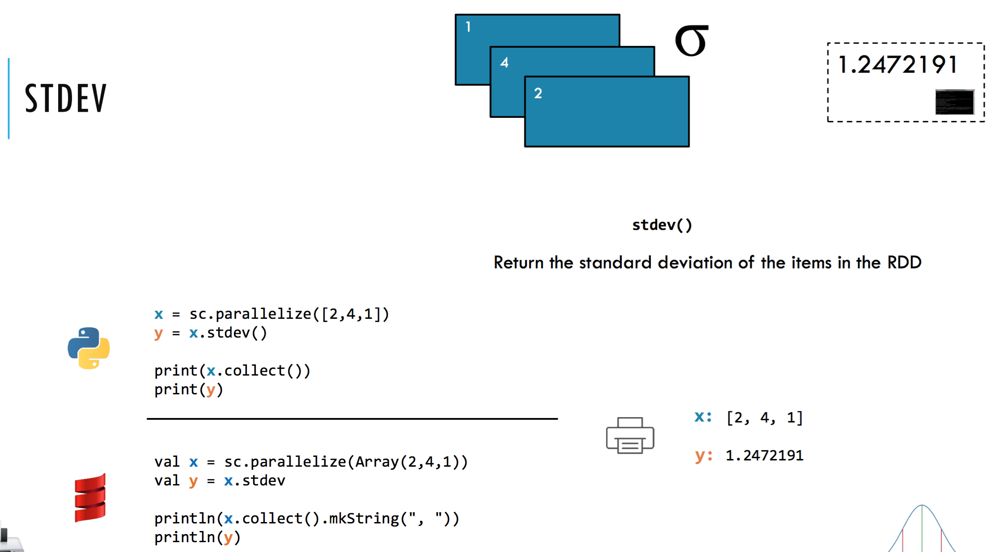 STDEV
1
4
2
σ
1.2472191
stdev()
Return the standard deviation of the items in the RDD
x = sc.parallelize([2,4,1])
y = x.stdev()
print(x.collect())
print(y)
val x = sc.parallelize(Array(2,4,1))
val y = x.stdev
println(x.collect().mkString(", "))
println(y)
x: [2, 4, 1]
y: 1.2472191